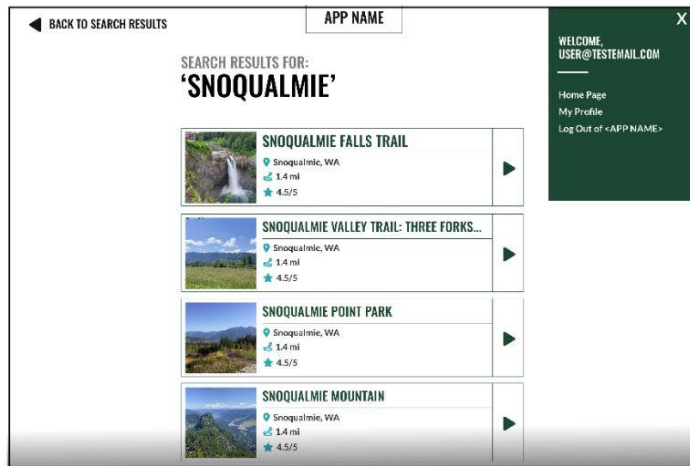 BACK TO SEARCH RESULTS
APP NAME
X
WELCOME,
USER@TESTEMAIL.COM
Home Page
My Profile
Log Out of <APP NAME>
SEARCH RESULTS FOR:
‘SNOQUALMIE’
SNOQUALMIE FALLS TRAIL
Snoqualmie, WA
1.4 mi
4.5/5
SNOQUALMIE VALLEY TRAIL: THREE FORKS...
Snoqualmie, WA
1.4 mi
4.5/5
SNOQUALMIE POINT PARK
Snoqualmie, WA
1.4 mi
4.5/5
SNOQUALMIE MOUNTAIN
Snoqualmie, WA
1.4 mi
4.5/5